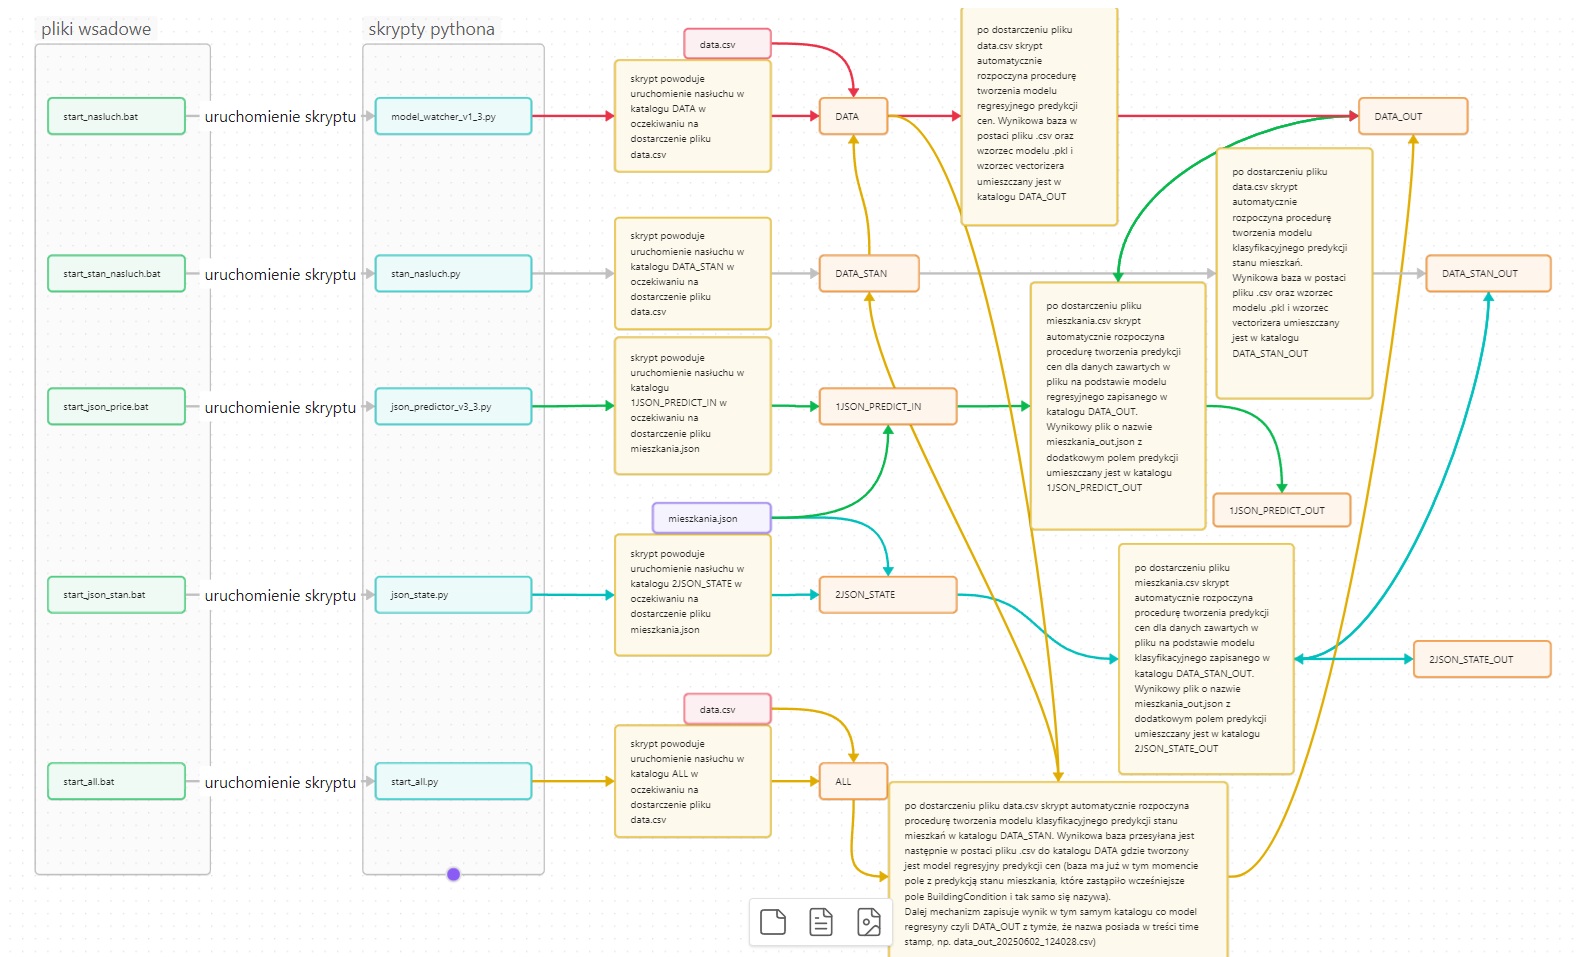 pliki wsadowe
skrypty pythona
start_nasluch.bat
uruchomienie skryptu
model_watcher_v1_3.py
data.csv
skrypt powoduje
uruchomienie nasłuchu w
katalogu DATA w
oczekiwaniu na
dostarczenie pliku
data.csv
DATA
po dostarczeniu pliku
data.csv skrypt
automatycznie
rozpoczyna procedurę
tworzenia modelu
regresyjnego predykcji
cen. Wynikowa baza w
postaci pliku .csv oraz
wzorzec modelu .pkl i
wzorzec vectorizera
umieszczany jest w
katalogu DATA_OUT
DATA_OUT
start_stan_nasluch.bat
uruchomienie skryptu
stan_nasluch.py
skrypt powoduje
uruchomienie nasłuchu w
katalogu DATA_STAN w
oczekiwaniu na
dostarczenie pliku
data.csv
DATA_STAN
po dostarczeniu pliku
data.csv skrypt
automatycznie
rozpoczyna procedurę
tworzenia modelu
klasyfikacyjnego predykcji
stanu mieszkań.
Wynikowa baza w postaci
pliku .csv oraz wzorzec
modelu .pkl i wzorzec
vectorizera umieszczany
jest w katalogu
DATA_STAN_OUT
DATA_STAN_OUT
start_json_price.bat
uruchomienie skryptu
json_predictor_v3_3.py
skrypt powoduje
uruchomienie nasłuchu w
katalogu
1JSON_PREDICT_IN w
oczekiwaniu na
dostarczenie pliku
mieszkania.json
1JSON_PREDICT_IN
po dostarczeniu pliku
mieszkania.csv skrypt
automatycznie rozpoczyna
procedurę tworzenia predykcji
cen dla danych zawartych w
pliku na podstawie modelu
regresyjnego zapisanego w
katalogu DATA_OUT.
Wynikowy plik o nazwie
mieszkania_out.json z
dodatkowym polem predykcji
umieszczany jest w katalogu
1JSON_PREDICT_OUT
1JSON_PREDICT_OUT
mieszkania.json
start_json_stan.bat
uruchomienie skryptu
json_state.py
skrypt powoduje
uruchomienie nasłuchu w
katalogu 2JSON_STATE w
oczekiwaniu na
dostarczenie pliku
mieszkania.json
2JSON_STATE
po dostarczeniu pliku
mieszkania.csv skrypt
automatycznie rozpoczyna
procedurę tworzenia predykcji
cen dla danych zawartych w
pliku na podstawie modelu
klasyfikacyjnego zapisanego w
katalogu DATA_STAN_OUT.
Wynikowy plik o nazwie
mieszkania_out.json z
dodatkowym polem predykcji
umieszczany jest w katalogu
2JSON_STATE_OUT
2JSON_STATE_OUT
start_all.bat
uruchomienie skryptu
start_all.py
data.csv
skrypt powoduje
uruchomienie nasłuchu w
katalogu ALL w
oczekiwaniu na
dostarczenie pliku
data.csv
ALL
po dostarczeniu pliku data.csv skrypt automatycznie rozpoczyna
procedurę tworzenia modelu klasyfikacyjnego predykcji stanu
mieszkań w katalogu DATA_STAN. Wynikowa baza przesyłana jest
następnie w postaci pliku .csv do katalogu DATA gdzie tworzony
jest model regresyjny predykcji cen (baza ma już w tym momencie
pole z predykcją stanu mieszkania, które zastąpiło wcześniejsze
pole BuildingCondition i tak samo się nazywa).
Dalej mechanizm zapisuje wynik w tym samym katalogu co model
regresyny czyli DATA_OUT z tymże, że nazwa posiada w treści time
stamp, np. data_out_20250602_124028.csv)